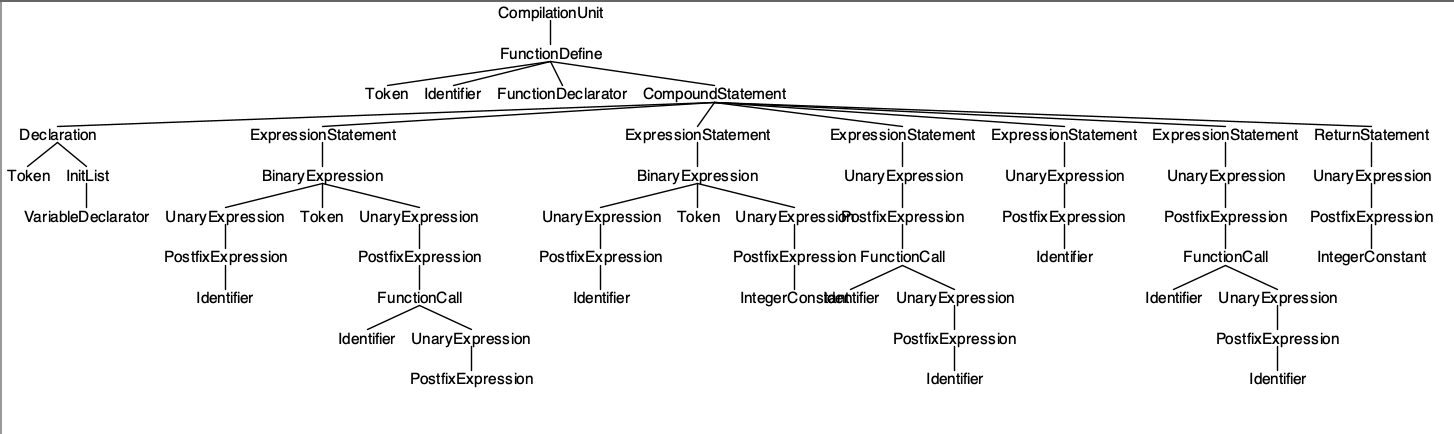 CompilationUnit
FunctionDefine
Token Identifier FunctionDeclarator CompoundStatement
Declaration ExpressionStatement ExpressionStatement ExpressionStatement ExpressionStatement ExpressionStatement ReturnStatement
Token InitList BinaryExpression BinaryExpression UnaryExpression UnaryExpression UnaryExpression UnaryExpression
VariableDeclarator UnaryExpression Token UnaryExpression UnaryExpression Token UnaryExpression PostfixExpression PostfixExpression PostfixExpression PostfixExpression
PostfixExpression PostfixExpression PostfixExpression PostfixExpression FunctionCall Identifier FunctionCall IntegerConstant
Identifier FunctionCall Identifier IntegerConstant Identifier UnaryExpression Identifier UnaryExpression
Identifier UnaryExpression PostfixExpression PostfixExpression
PostfixExpression Identifier Identifier